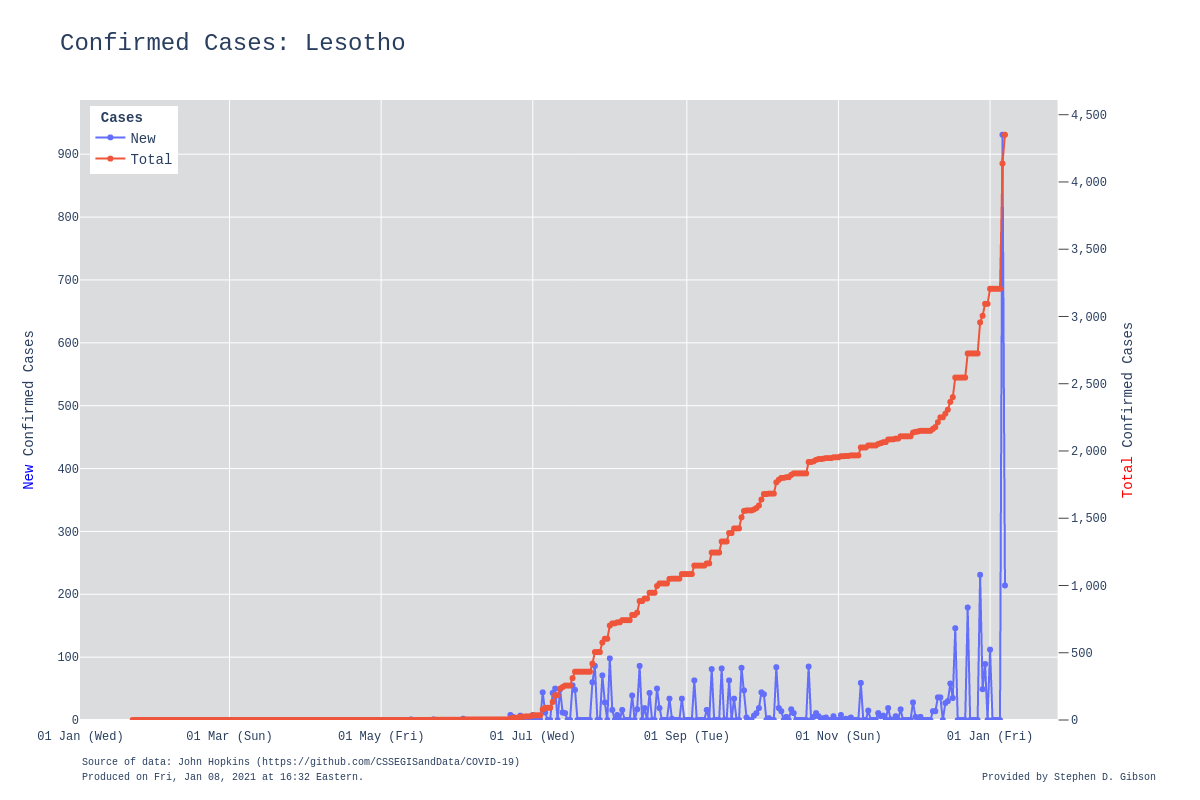 Confirmed Cases: Lesotho
Cases
New
Total
900
800
700
600
500
400
300
200
100
0
4,500
4,000
3,500
3,000
2,500
2,000
1,500
1,000
500
0
New Confirmed Cases
Total Confirmed Cases
01 Jan (Wed) 01 Mar (Sun) 01 May (Fri) 01 Jul (Wed) 01 Sep (Tue) 01 Nov (Sun) 01 Jan (Fri)
Source of data: John Hopkins (https://github.com/CSSEGISandData/COVID-19)
Produced on Fri, Jan 08, 2021 at 16:32 Eastern.
Provided by Stephen D. Gibson